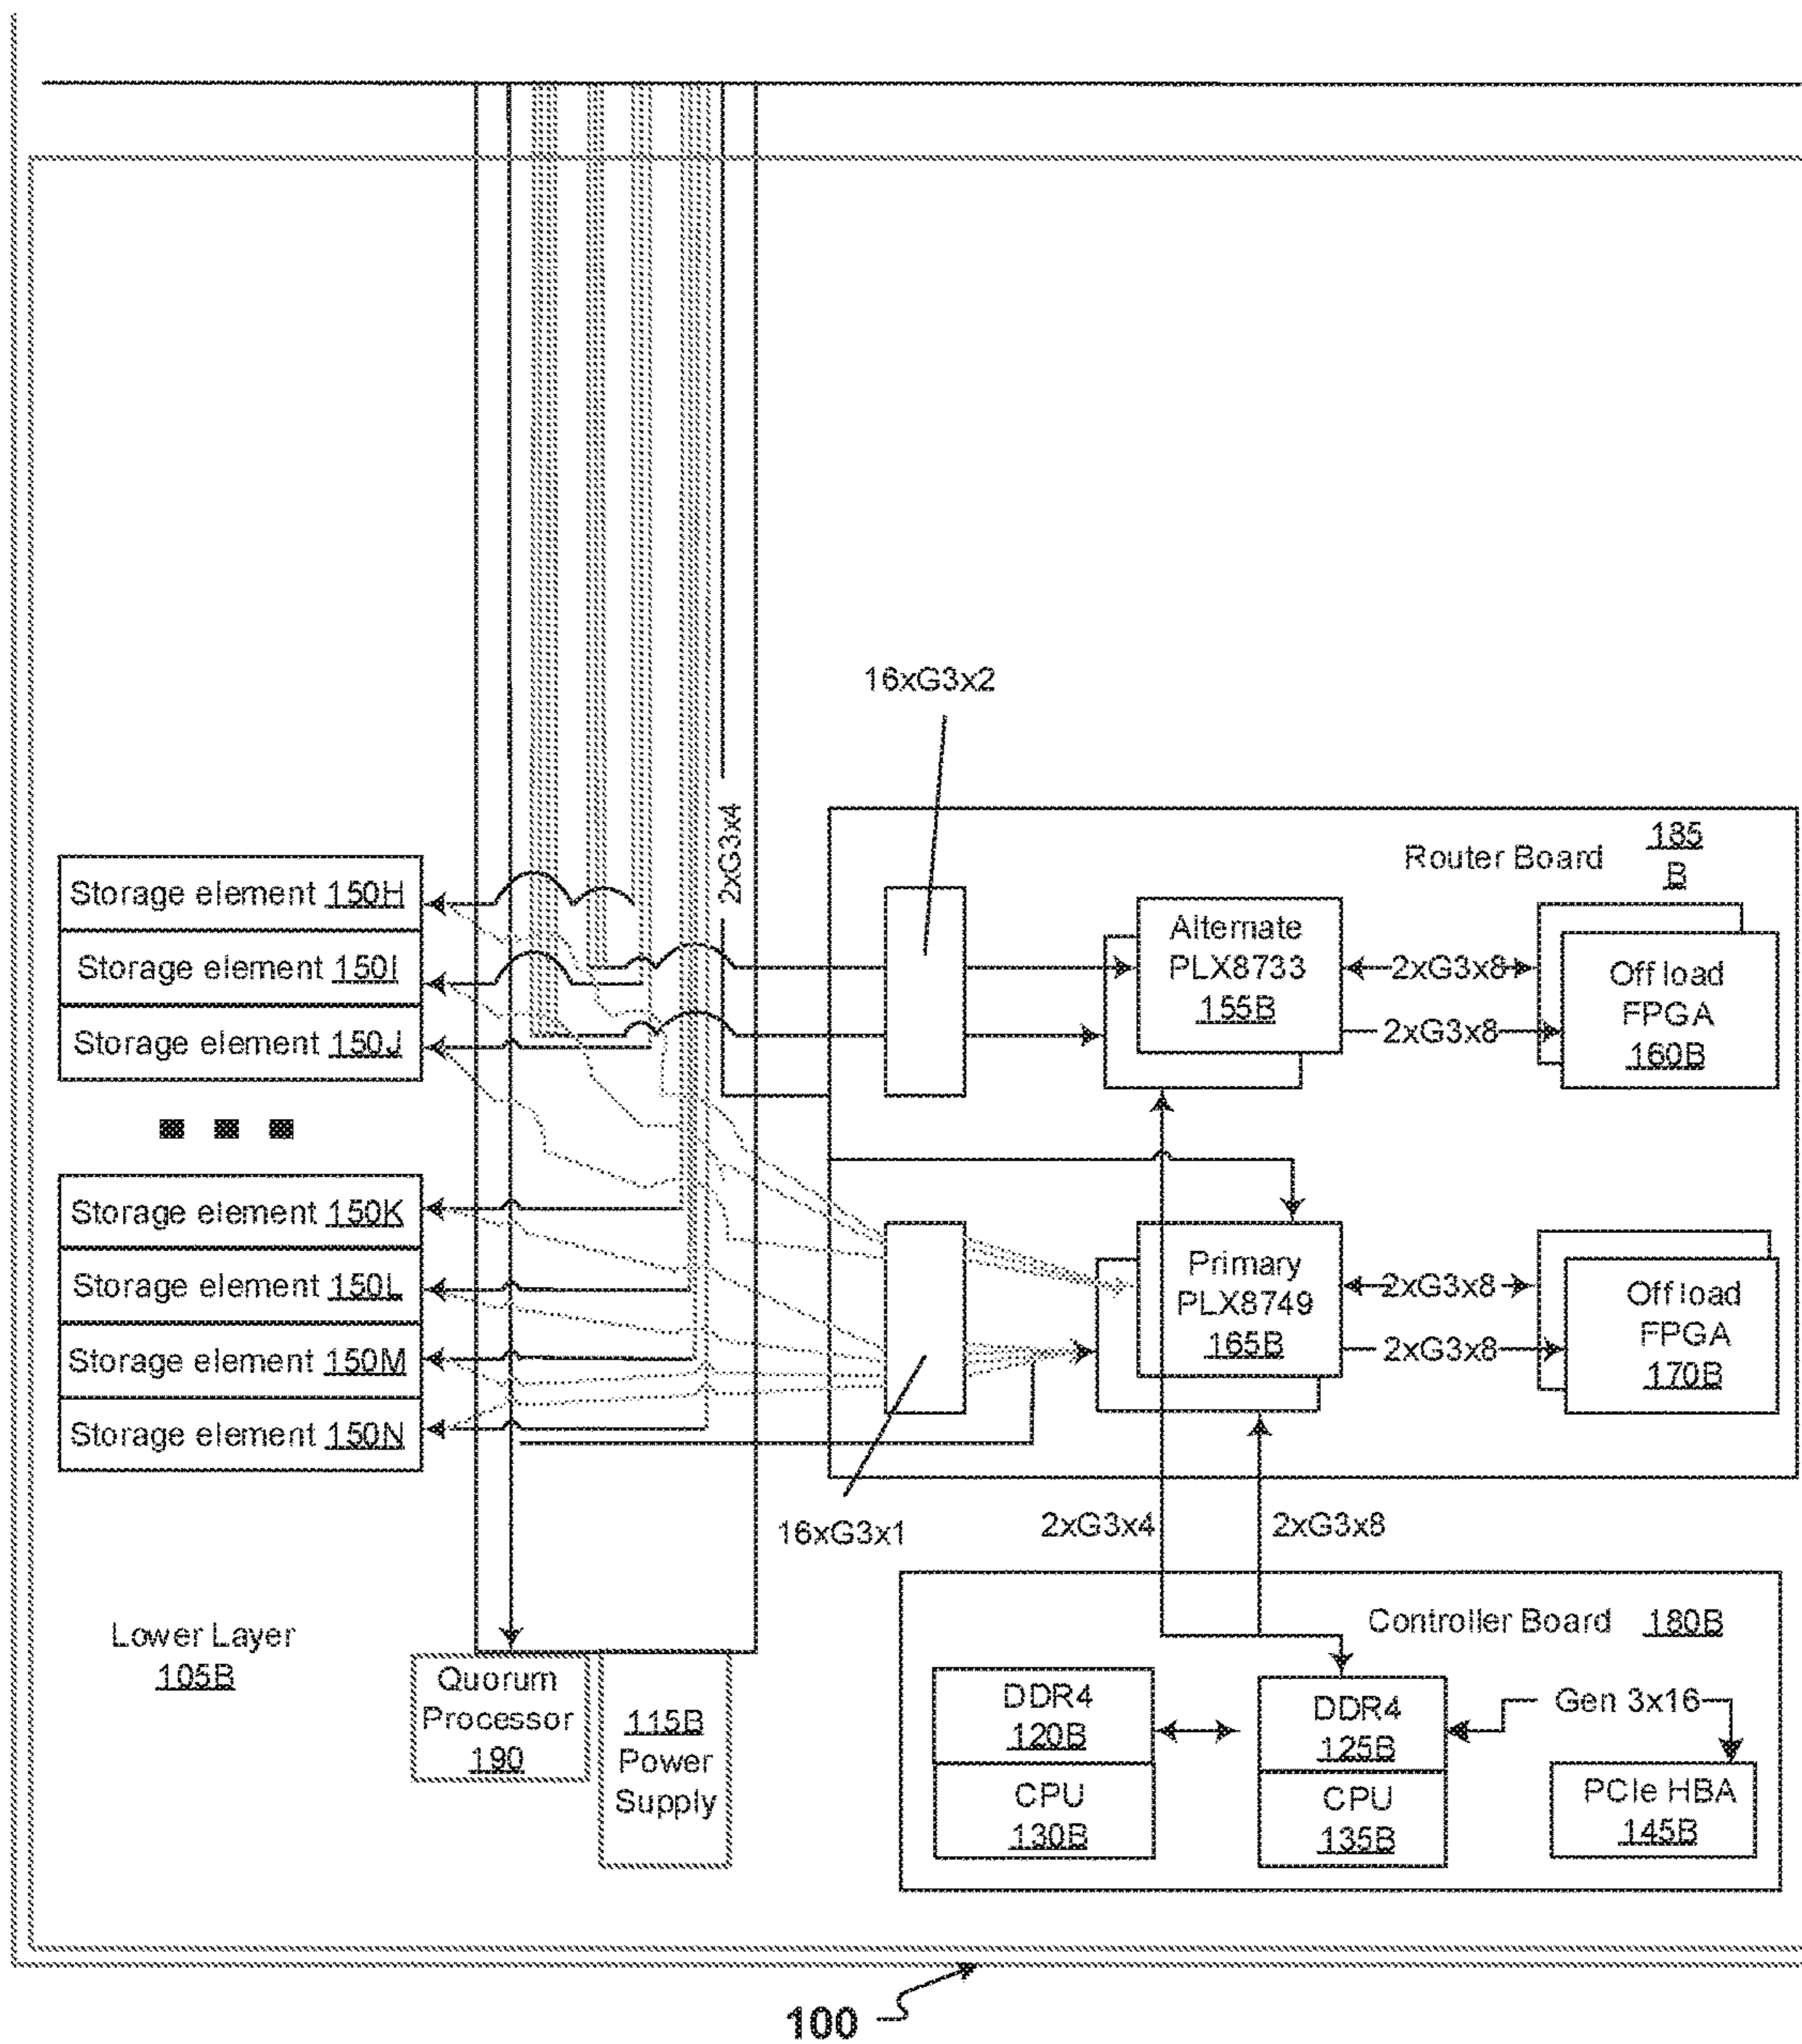 16xG3x2
2xG3x4
Router Board 185
B
Storage element 150H
Storage element 150I
Storage element 150J
Alternate
PLX8733
155B
2xG3x8
2xG3x8
Off load
FPGA
160B
Storage element 150K
Storage element 150L
Storage element 150M
Storage element 150N
Primary
PLX8749
165B
2xG3x8
2xG3x8
Off load
FPGA
170B
16xG3x1
2xG3x4
2xG3x8
Lower Layer
105B
Quorum
Processor
190
115B
Power
Supply
Controller Board 180B
DDR4
120B
CPU
130B
DDR4
125B
CPU
135B
Gen 3x16
PCIe HBA
145B
100